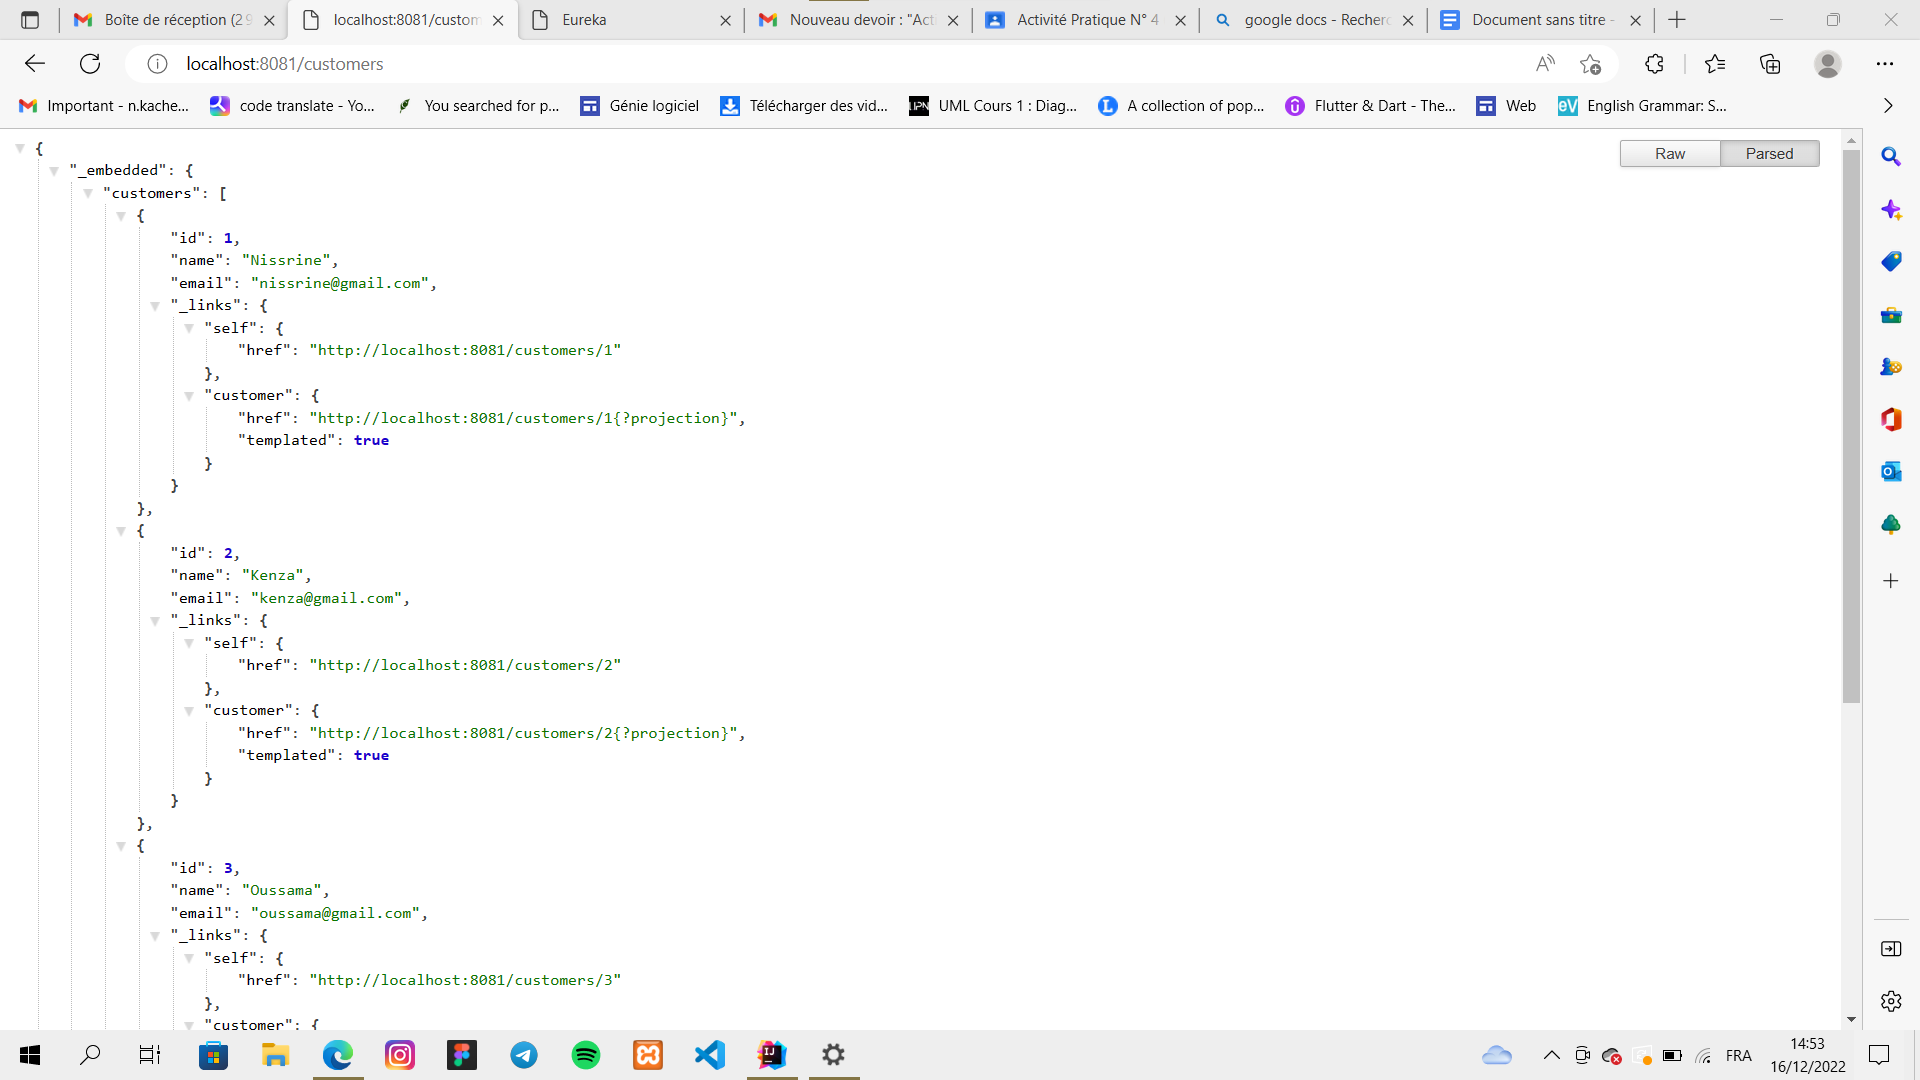 Boîte de réception (2 9
localhost:8081/custom
Eureka
Nouveau devoir : "Act
Activité Pratique N° 4
google docs - Recherc
Document sans titre -
localhost:8081/customers
Important - n.kache...
code translate - Yo...
You searched for p...
Génie logiciel
Télécharger des vid...
LIPN
UML Cours 1 : Diag...
L
A collection of pop...
Flutter & Dart - The...
Web
eV
English Grammar: S...
Raw
Parsed
{
"_embedded": {
"customers": [
{
"id": 1,
"name": "Nissrine",
"email": "nissrine@gmail.com",
"_links": {
"self": {
"href": "http://localhost:8081/customers/1"
},
"customer": {
"href": "http://localhost:8081/customers/1{?projection}",
"templated": true
}
}
},
{
"id": 2,
"name": "Kenza",
"email": "kenza@gmail.com",
"_links": {
"self": {
"href": "http://localhost:8081/customers/2"
},
"customer": {
"href": "http://localhost:8081/customers/2{?projection}",
"templated": true
}
}
},
{
"id": 3,
"name": "Oussama",
"email": "oussama@gmail.com",
"_links": {
"self": {
"href": "http://localhost:8081/customers/3"
},
"customer": {
FRA
14:53
16/12/2022